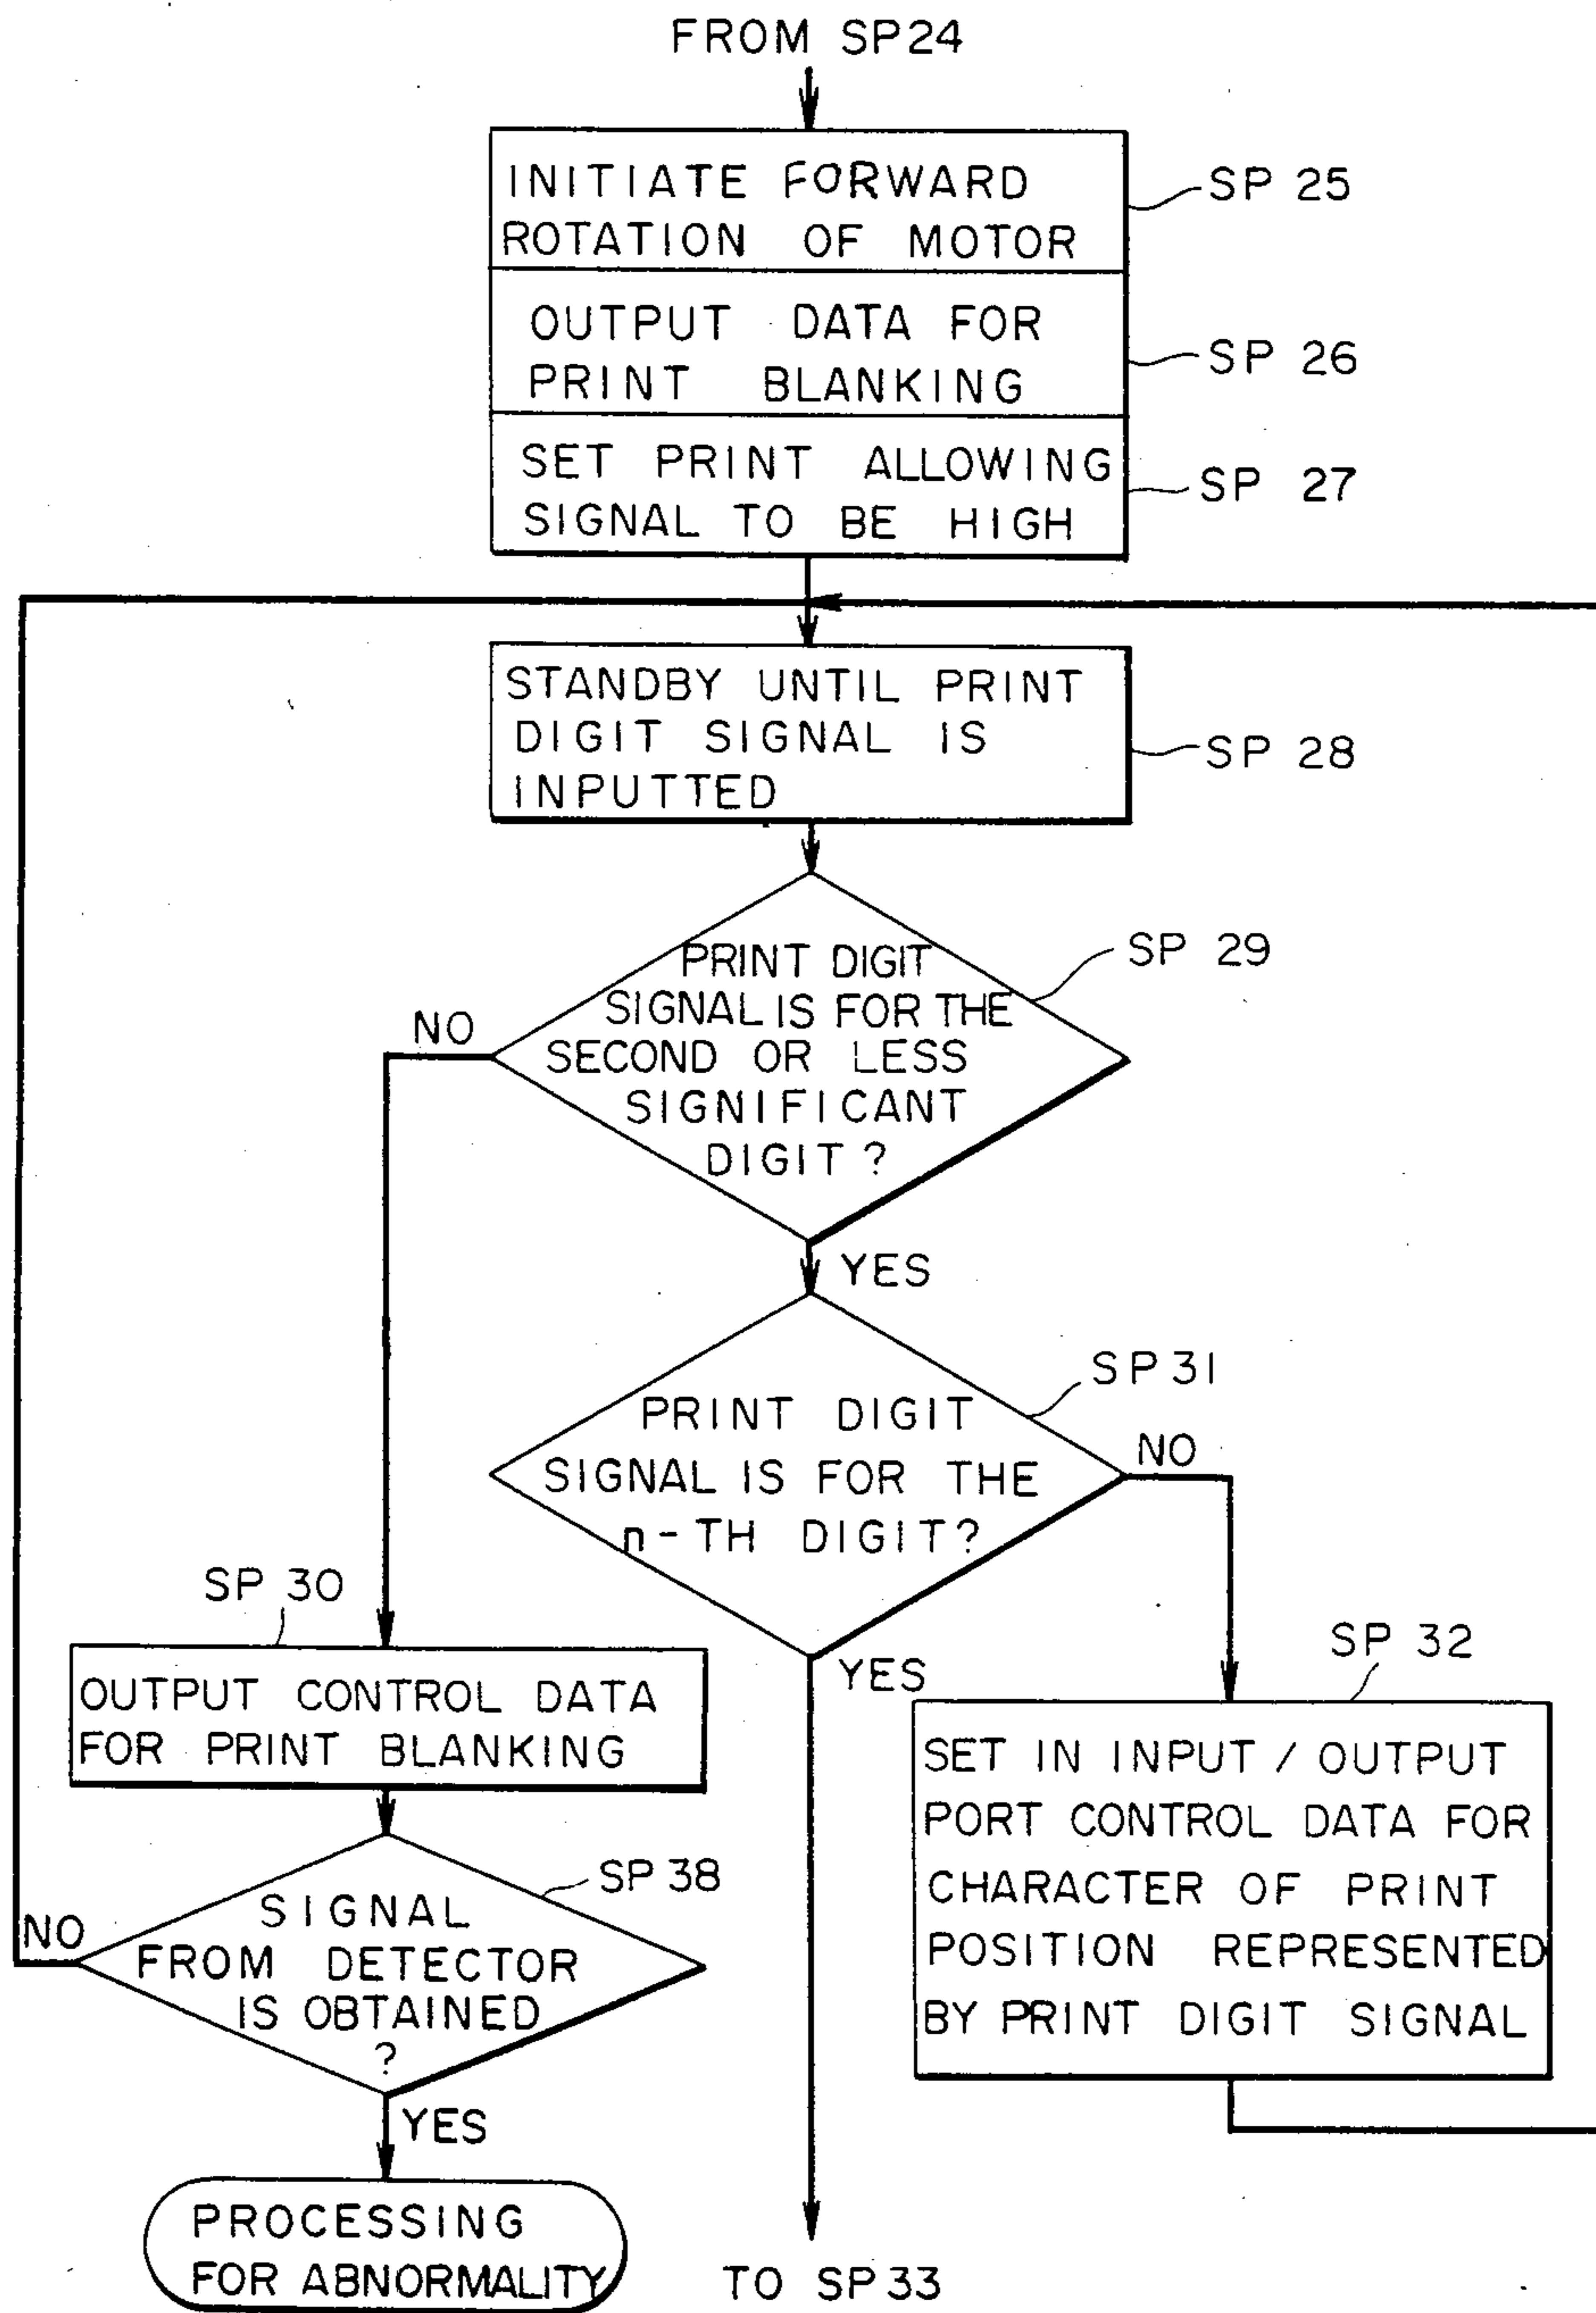 FROM SP24
INITIATE FORWARD
ROTATION OF MOTOR
SP 25
OUTPUT DATA FOR
PRINT BLANKING
SP 26
SET PRINT ALLOWING
SIGNAL TO BE HIGH
SP 27
STANDBY UNTIL PRINT
DIGIT SIGNAL IS
INPUTTED
SP 28
PRINT DIGIT
SIGNAL IS FOR THE
SECOND OR LESS
SIGNIFICANT
DIGIT ?
SP 29
NO
YES
PRINT DIGIT
SIGNAL IS FOR THE
n-TH DIGIT?
SP 31
NO
YES
SP 30
OUTPUT CONTROL DATA
FOR PRINT BLANKING
SP 32
SET IN INPUT / OUTPUT
PORT CONTROL DATA FOR
CHARACTER OF PRINT
POSITION REPRESENTED
BY PRINT DIGIT SIGNAL
SIGNAL
FROM DETECTOR
IS OBTAINED
?
SP 38
NO
YES
PROCESSING
FOR ABNORMALITY
TO SP33